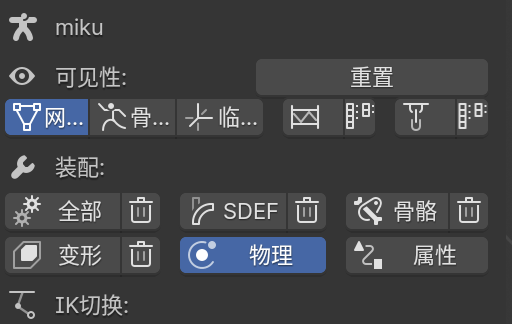 miku
可见性: 重置
网... 骨... 临...
装配:
全部 SDEF 骨骼
变形 物理 属性
IK切换: